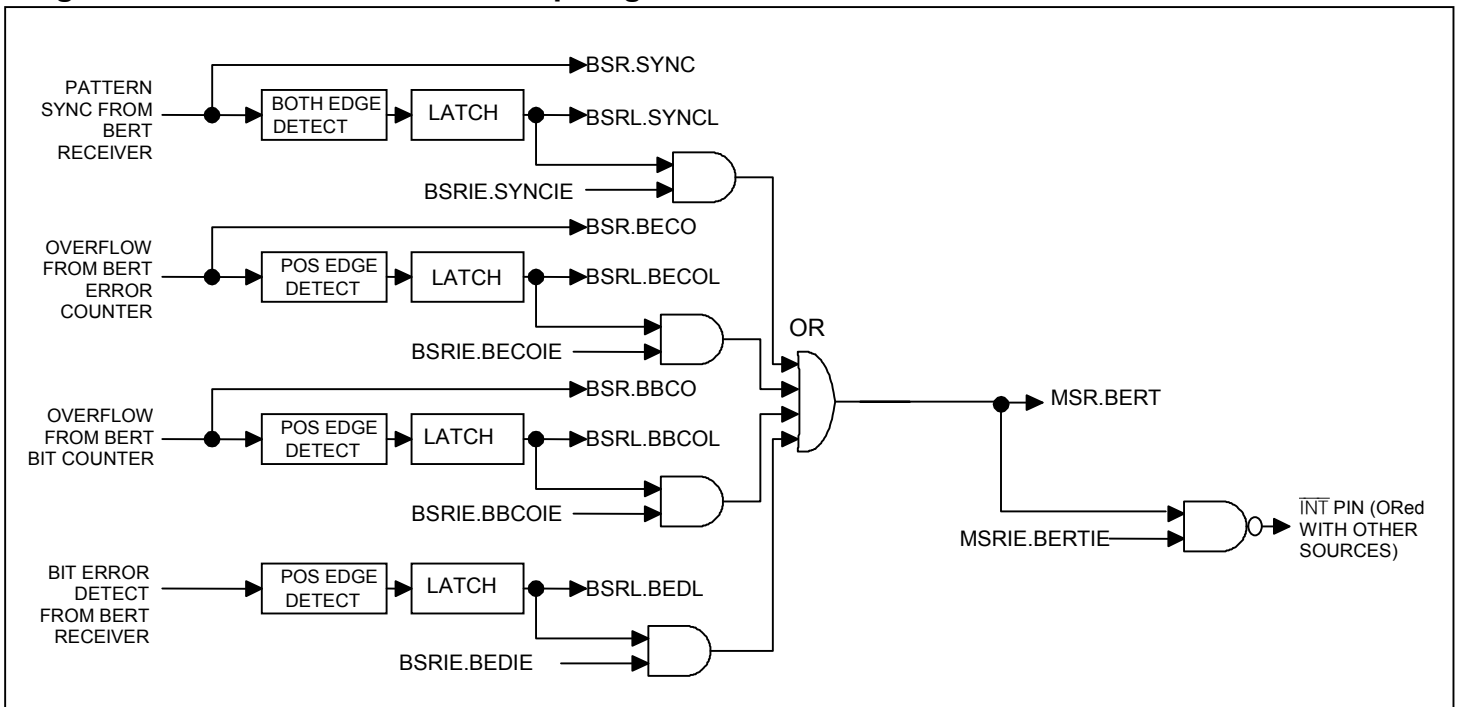 BSR.SYNC
PATTERN
SYNC FROM
BERT
RECEIVER
BOTH EDGE
DETECT
LATCH
BSRL.SYNCL
BSRIE.SYNCIE
BSR.BECO
OVERFLOW
FROM BERT
ERROR
COUNTER
POS EDGE
DETECT
LATCH
BSRL.BECOL
BSRIE.BECOIE
OR
BSR.BBCO
OVERFLOW
FROM BERT
BIT COUNTER
POS EDGE
DETECT
LATCH
BSRL.BBCOL
BSRIE.BBCOIE
MSR.BERT
MSRIE.BERTIE
INT PIN (ORed
WITH OTHER
SOURCES)
BIT ERROR
DETECT
FROM BERT
RECEIVER
POS EDGE
DETECT
LATCH
BSRL.BEDL
BSRIE.BEDIE